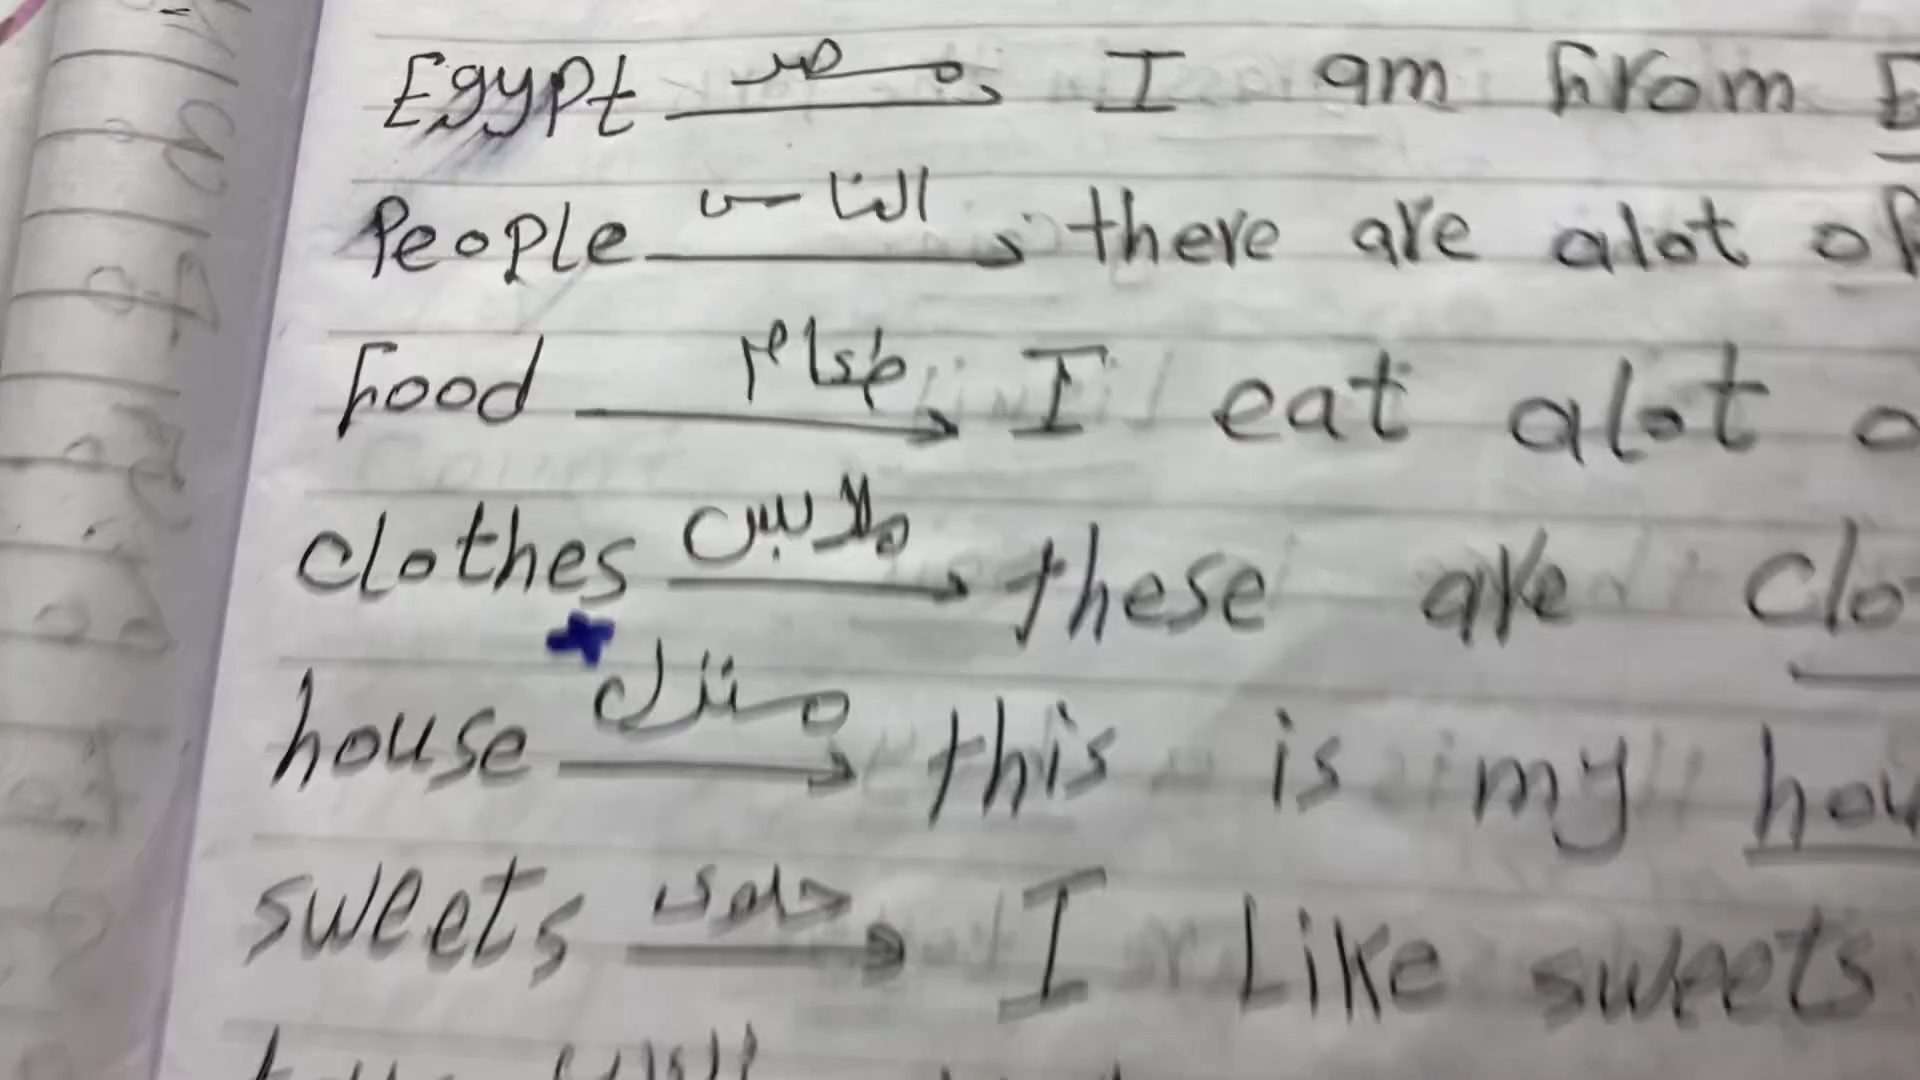 Egypt مصر I am From E
People الناس there are alot of
Food طعام I eat alot o
clothes ملابس these are clo
house منزل this is my hou
sweets حلوى I Like sweets